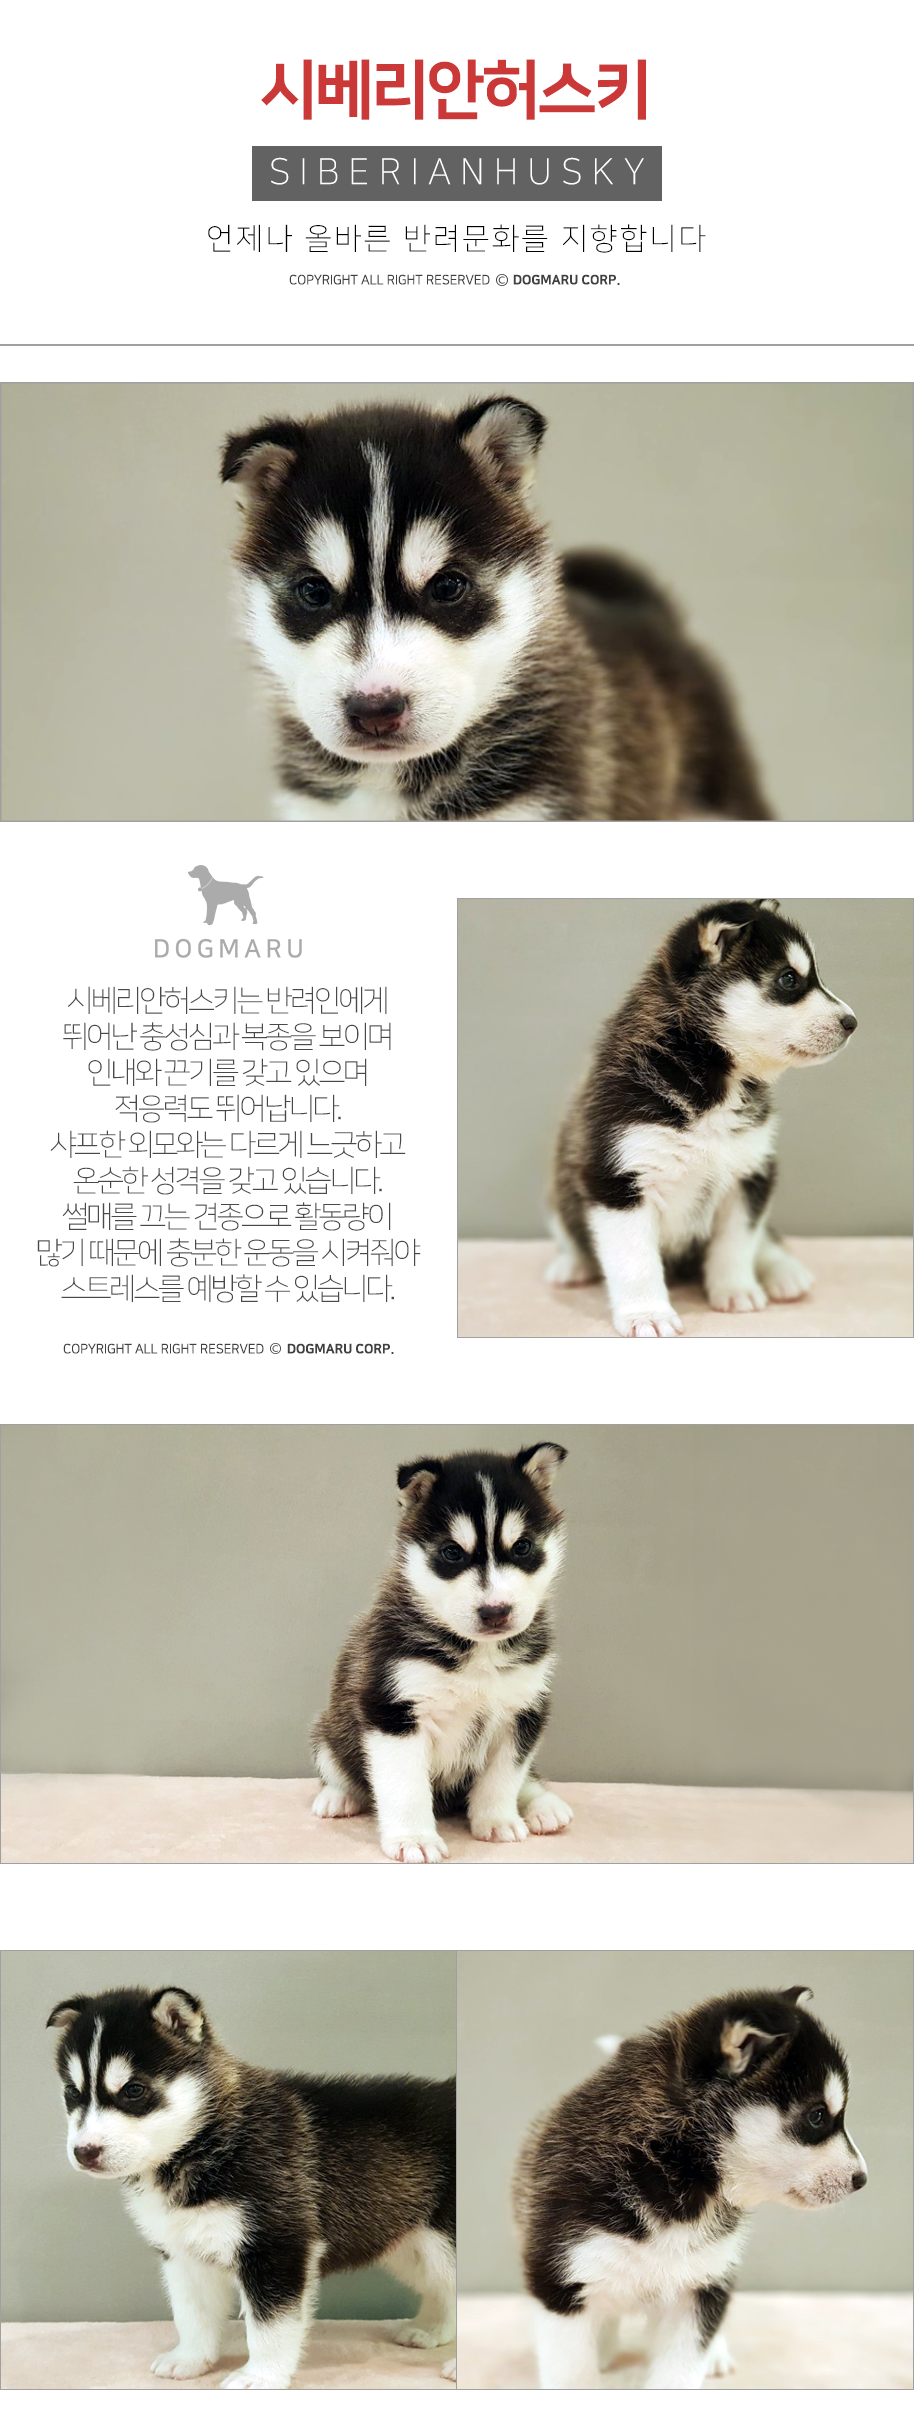 시베리안허스키
SIBERIANHUSKY
언제나 올바른 반려문화를 지향합니다
COPYRIGHT ALL RIGHT RESERVED © DOGMARU CORP.
DOGMARU
시베리안허스키는 반려인에게
뛰어난 충성심과 복종을 보이며
인내와 끈기를 갖고 있으며
적응력도 뛰어납니다.
샤프한 외모와는 다르게 느긋하고
온순한 성격을 갖고 있습니다.
썰매를 끄는 견종으로 활동량이
많기 때문에 충분한 운동을 시켜줘야
스트레스를 예방할 수 있습니다.
COPYRIGHT ALL RIGHT RESERVED © DOGMARU CORP.